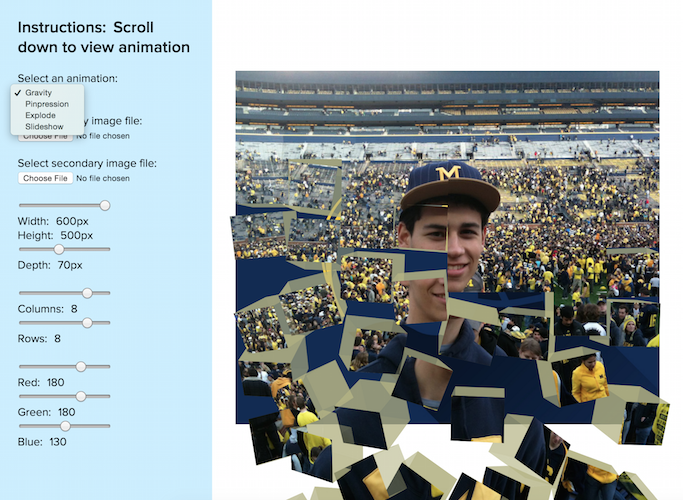 Instructions: Scroll
down to view animation
Select an animation:
✓ Gravity
Pinpression
Explode
Slideshow
y image file:
Choose File No file chosen
Select secondary image file:
Choose File No file chosen
Width: 600px
Height: 500px
Depth: 70px
Columns: 8
Rows: 8
Red: 180
Green: 180
Blue: 130
M